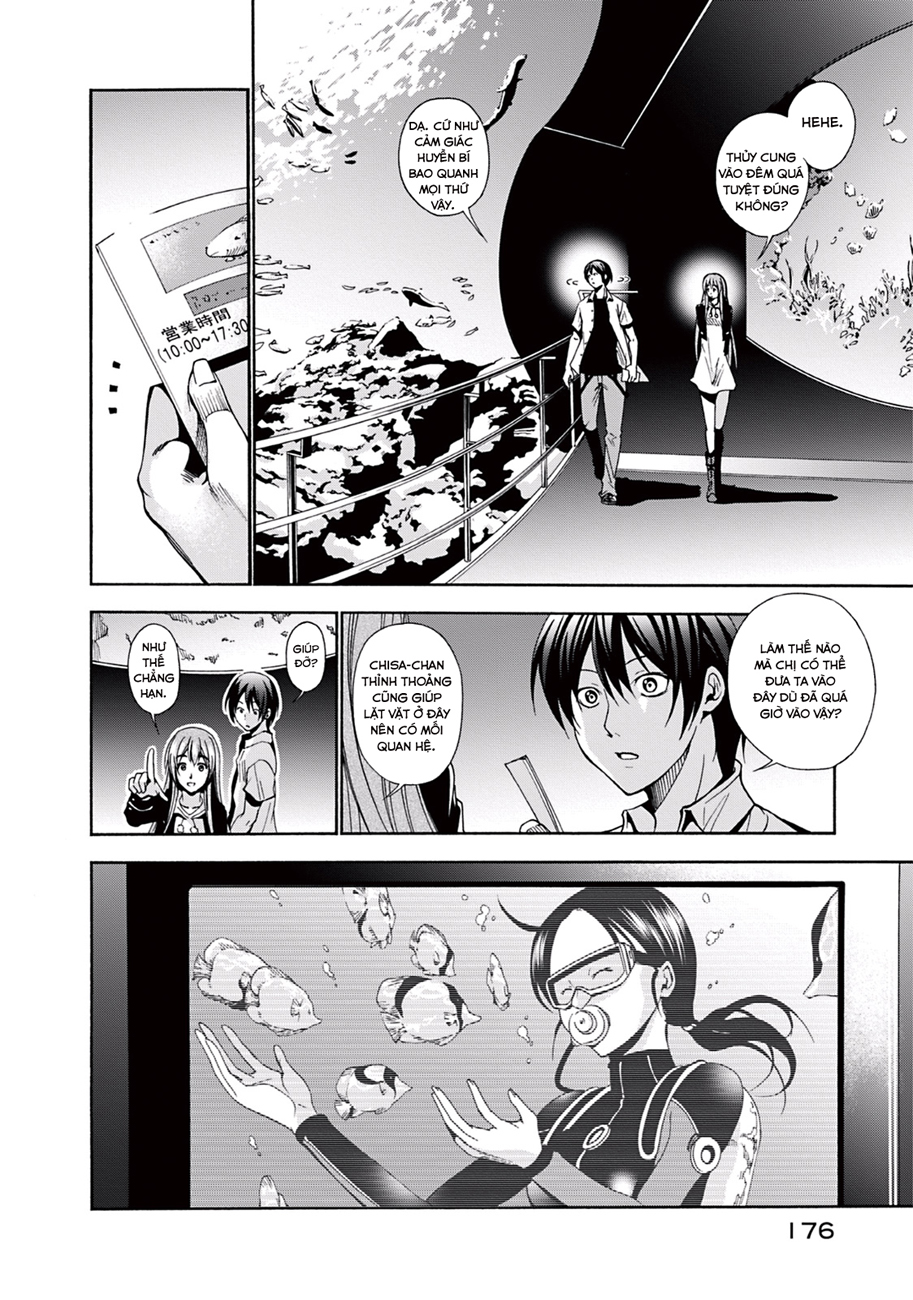 HEHE.
THỦY CUNG
VÀO ĐÊM QUẢ
TUYỆT ĐÚNG
KHÔNG?
DẠ. CỨ NHƯ
CẢM GIÁC
HUYỀN BÍ
BAO QUANH
MỌI THỨ
VẬY.
営業時間
(10:00~17:30
LÀM THẾ NÀO
MÀ CHỊ CÓ THỂ
ĐƯA TA VÀO
ĐÂY DÙ ĐÃ QUÁ
GIỜ VÀO VẬY?
CHISA-CHAN
THỈNH THOẢNG
CŨNG GIÚP
LẶT VẶT Ở ĐÂY
NÊN CÓ MỐI
QUAN HỆ.
GIÚP
ĐỠ?
NHƯ
THẾ
CHẲNG
HẠN.
176